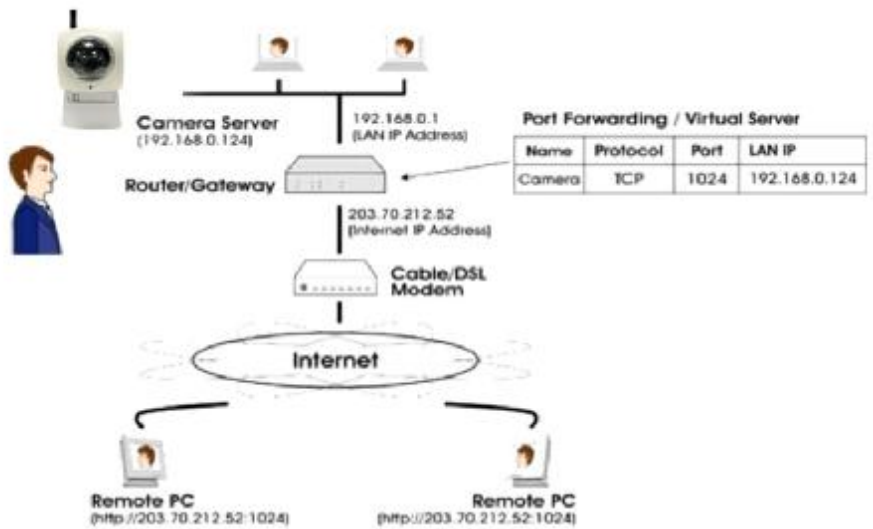 Camera Server
(192.168.0.124)
192.168.0.1
(LAN IP Address)
Port Forwarding / Virtual Server
Name Protocol Port LAN IP
Camera TCP 1024 192.168.0.124
Router/Gateway
203.70.212.52
(Internet IP Address)
Cable/DSL
Modem
Internet
Remote PC
(http://203.70.212.52:1024)
Remote PC
(http://203.70.212.52:1024)